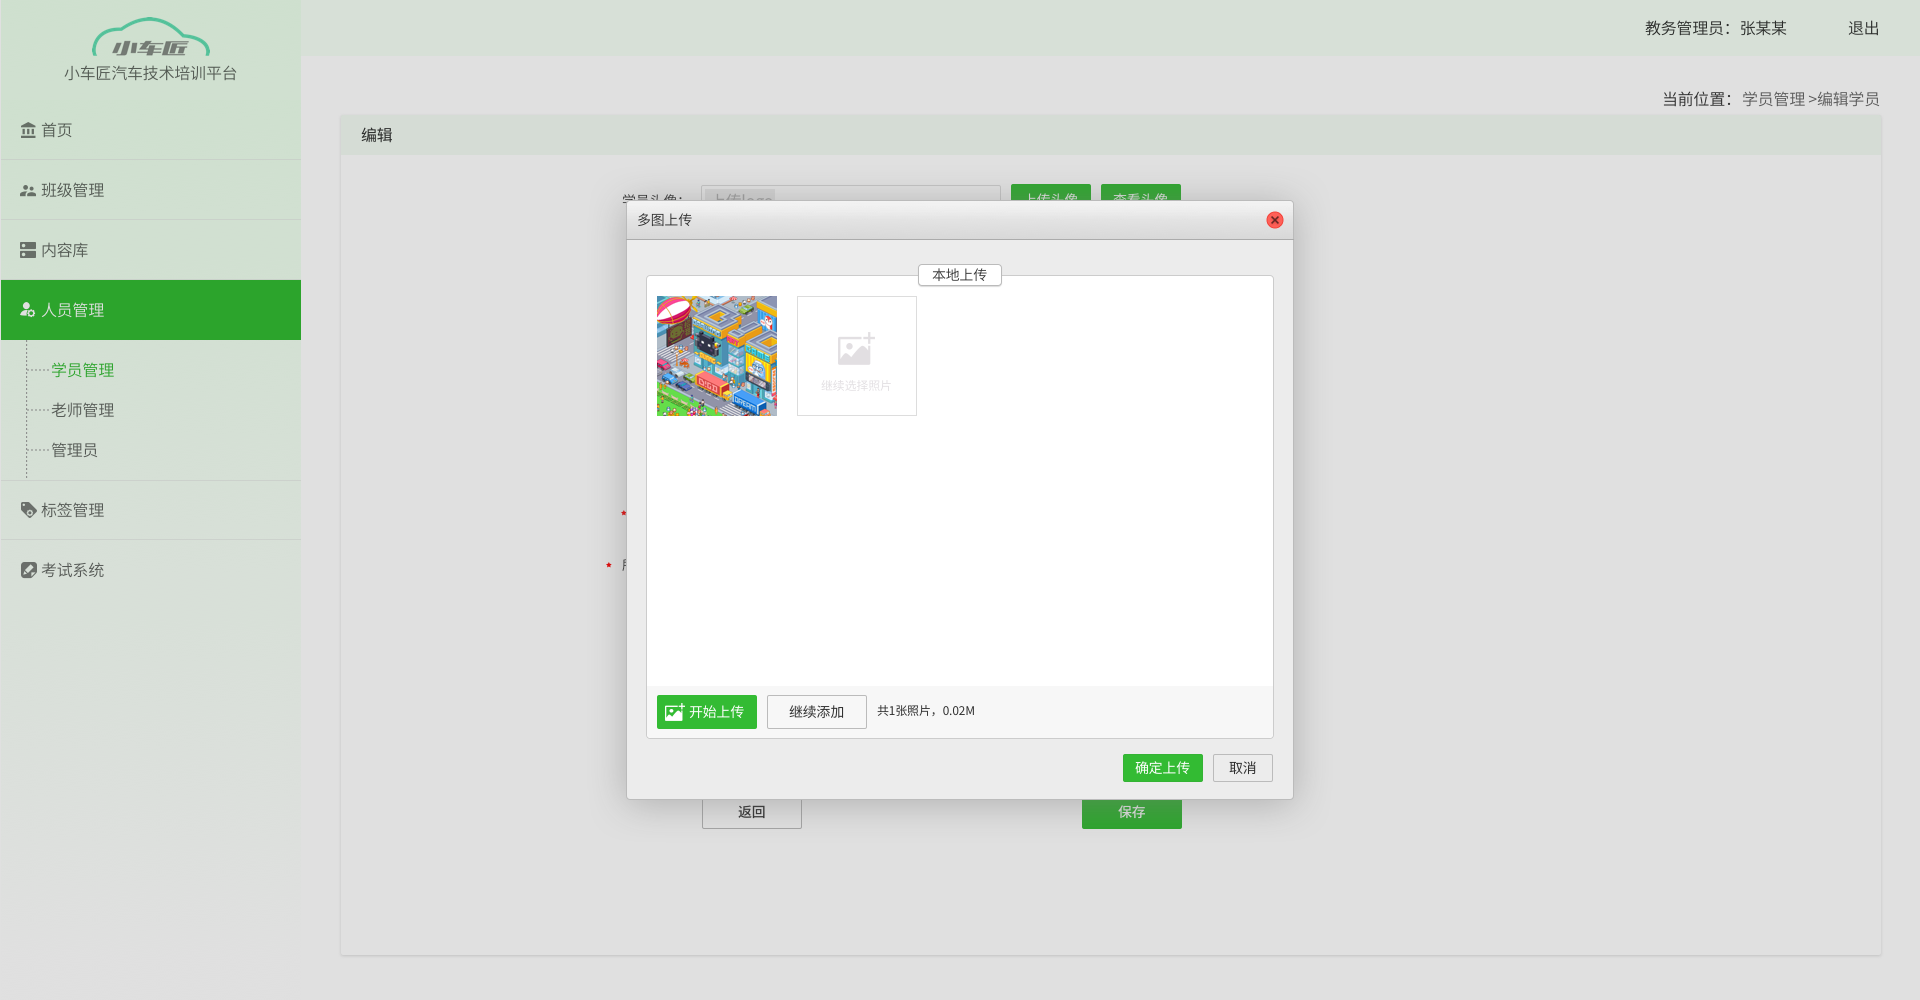 小车匠
小车匠汽车技术培训平台
教务管理员：张某某
退出
当前位置：学员管理 >编辑学员
首页
班级管理
内容库
人员管理
学员管理
老师管理
管理员
标签管理
考试系统
编辑
学员头像：
上传logo
上传头像
查看头像
多图上传
本地上传
继续选择照片
开始上传
继续添加
共1张照片，0.02M
确定上传
取消
返回
保存